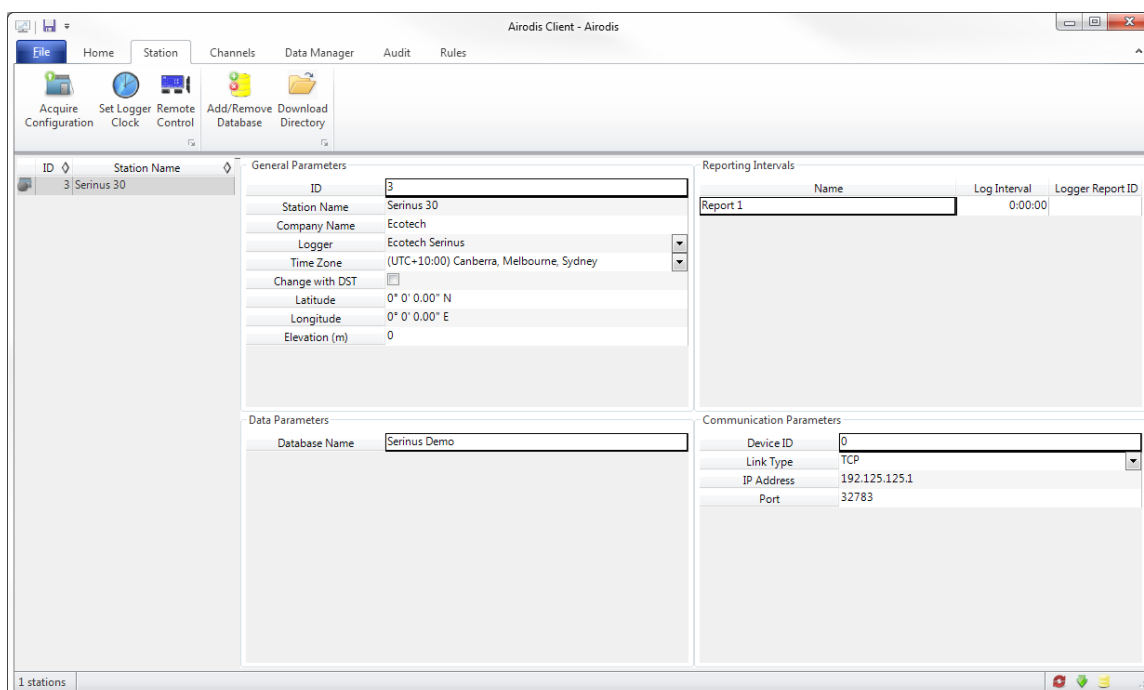 Airodis Client - Airodis
File Home Station Channels Data Manager Audit Rules
Acquire Configuration
Set Logger Clock
Remote Control
Add/Remove Database
Download Directory
ID Station Name
3 Serinus 30
General Parameters
ID 3
Station Name Serinus 30
Company Name Ecotech
Logger Ecotech Serinus
Time Zone (UTC+10:00) Canberra, Melbourne, Sydney
Change with DST
Latitude 0° 0' 0.00" N
Longitude 0° 0' 0.00" E
Elevation (m) 0
Reporting Intervals
Name Log Interval Logger Report ID
Report 1 0:00:00
Data Parameters
Database Name Serinus Demo
Communication Parameters
Device ID 0
Link Type TCP
IP Address 192.125.125.1
Port 32783
1 stations